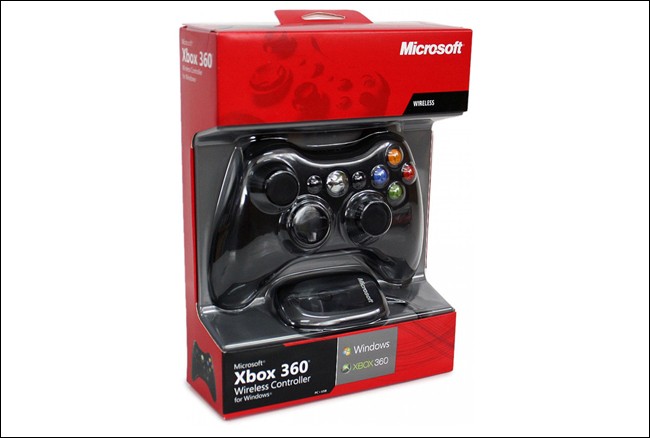 Microsoft®
Xbox 360
Wireless Controller
for Windows
Microsoft
WIRELESS
Microsoft
Microsoft®
Xbox 360
Wireless Controller
for Windows®
Windows
XBOX 360